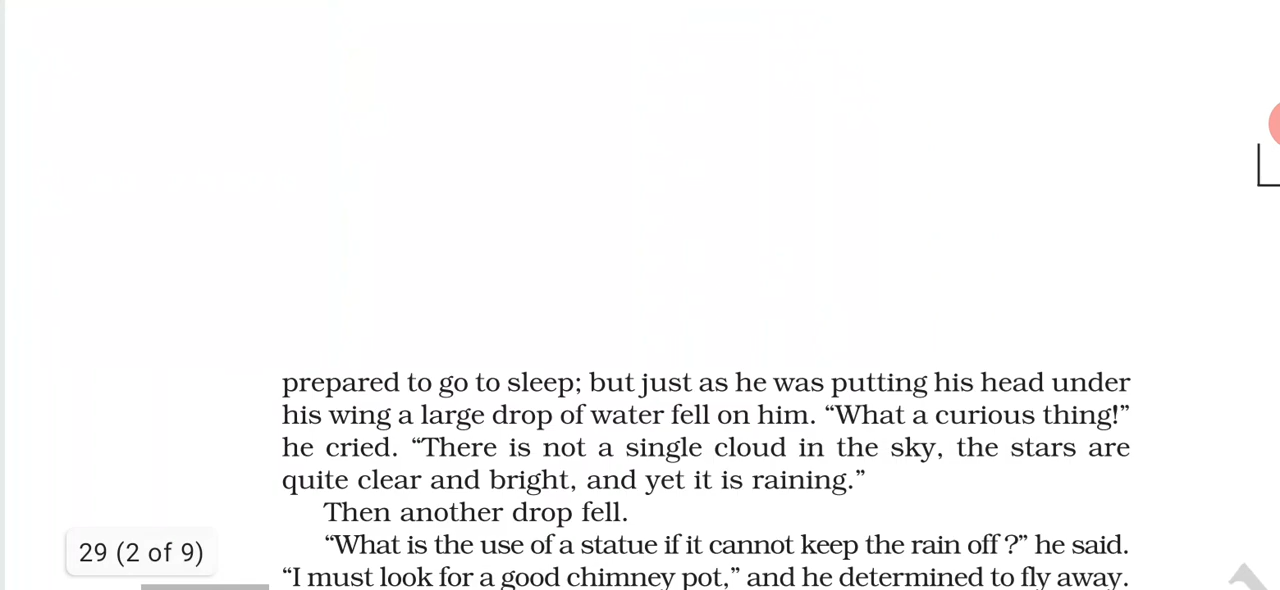 prepared to go to sleep; but just as he was putting his head under
his wing a large drop of water fell on him. “What a curious thing!”
he cried. “There is not a single cloud in the sky, the stars are
quite clear and bright, and yet it is raining.”
Then another drop fell.
“What is the use of a statue if it cannot keep the rain off ?” he said.
“I must look for a good chimney pot,” and he determined to fly away.
29 (2 of 9)